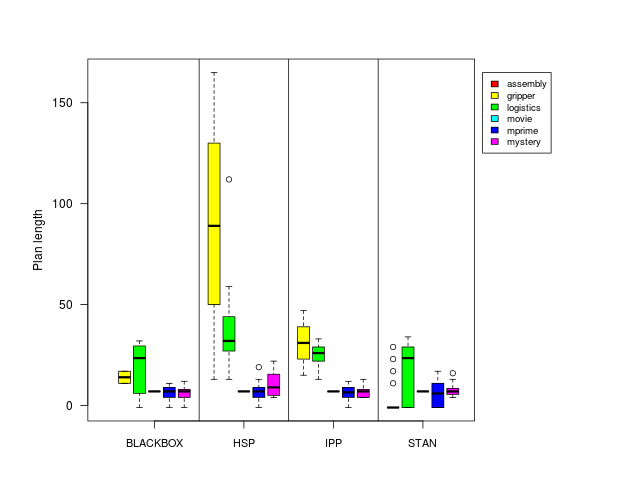 Plan length
150
100
50
0
BLACKBOX
HSP
IPP
STAN
assembly
gripper
logistics
movie
mprime
mystery